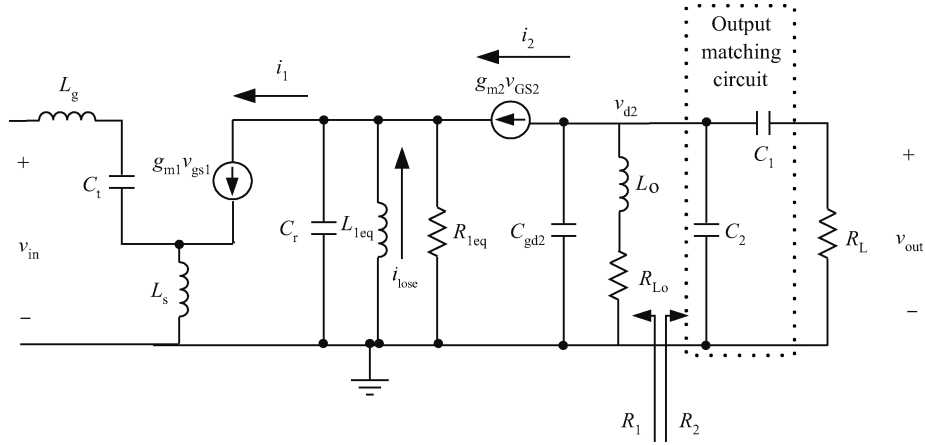 Output
matching
circuit
i2
gm2vGS2
i1
vd2
Lg
+
gm1vgs1
C1
+
Ct
Lo
Cr
L1eq
R1eq
Cgd2
C2
RL
vin
vout
ilose
RLo
Ls
−
−
R1
R2